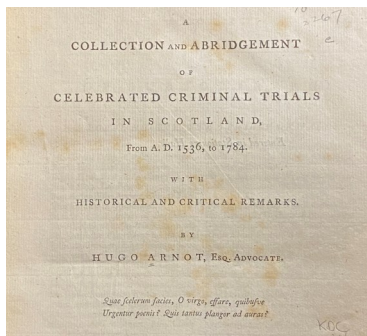 A
COLLECTION AND ABRIDGEMENT
OF
CELEBRATED CRIMINAL TRIALS
IN SCOTLAND,
From A. D. 1536, to 1784.
WITH
HISTORICAL AND CRITICAL REMARKS.
BY
HUGO ARNOT, Esq. Advocate.
Quae ſcelerum facies, O virgo, effare, quibuſve
Urgentur poenis? Quis tantus plangor ad auras?